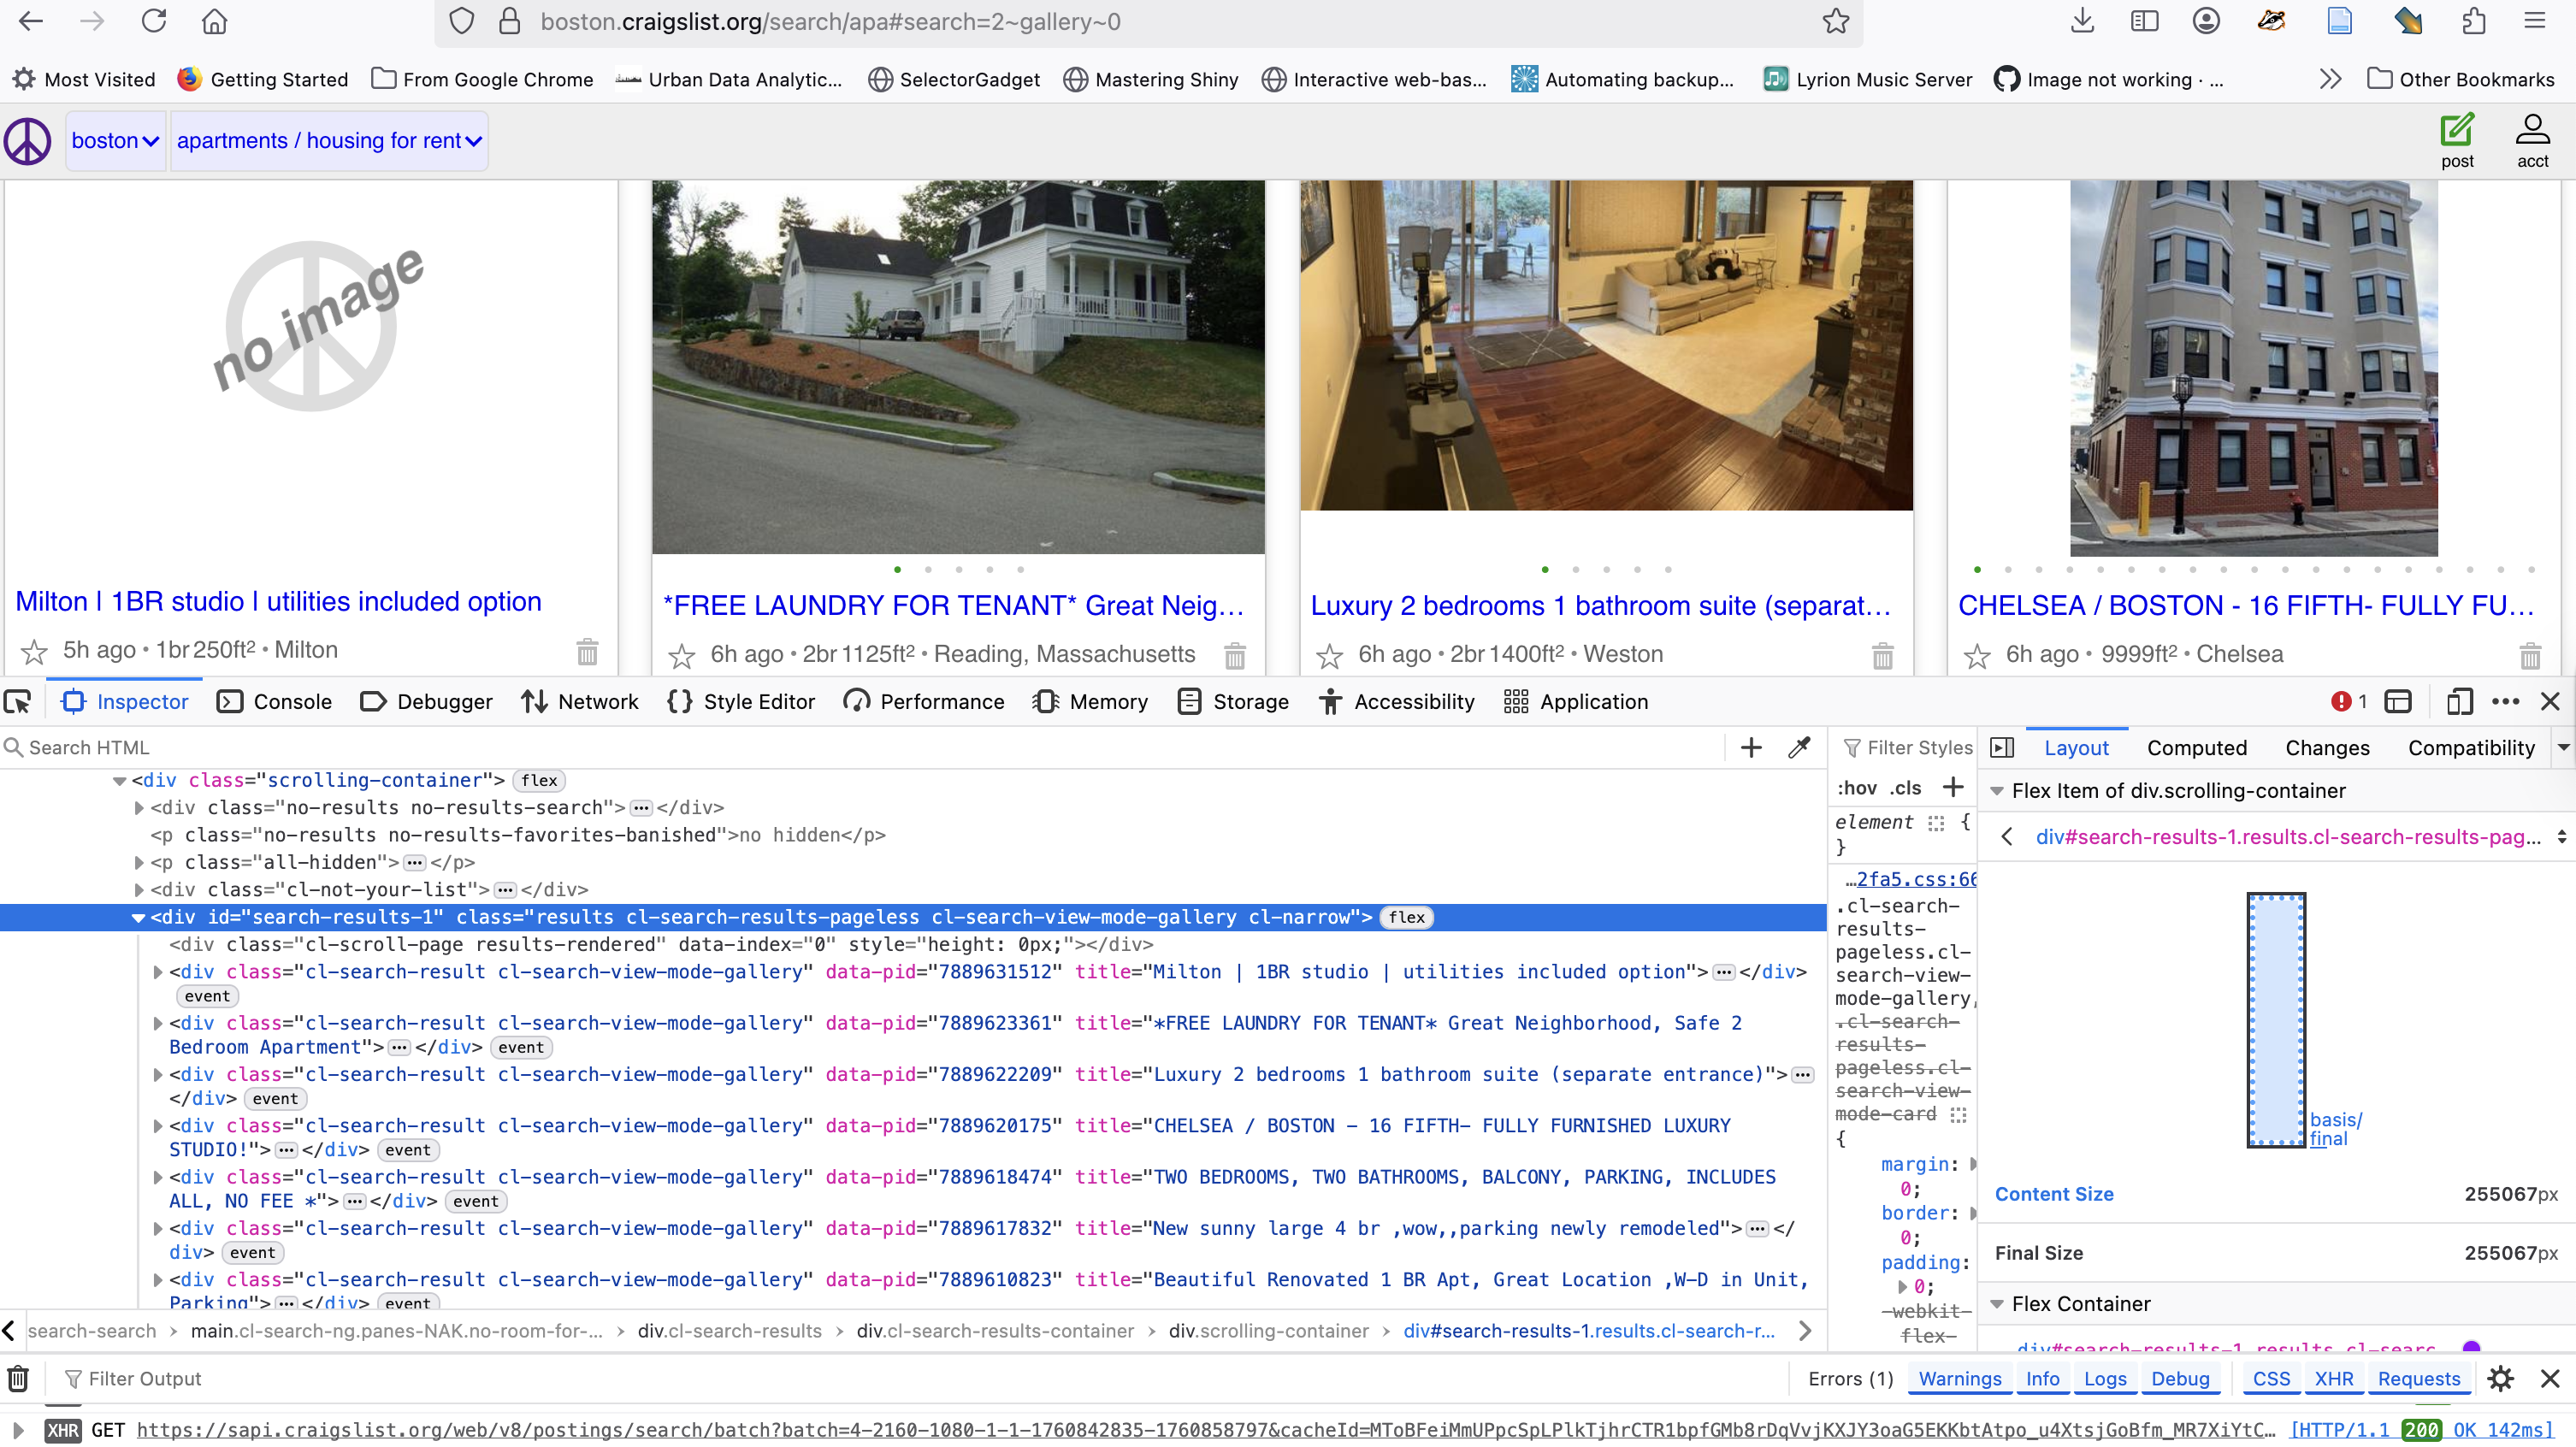 boston.craigslist.org/search/apa#search=2~gallery~0
Most Visited Getting Started From Google Chrome Urban Data Analytic... SelectorGadget Mastering Shiny Interactive web-bas... Automating backup... Lyrion Music Server Image not working · ... Other Bookmarks
boston apartments / housing for rent post acct
no image
Milton | 1BR studio | utilities included option
5h ago • 1br 250ft² • Milton
*FREE LAUNDRY FOR TENANT* Great Neig...
6h ago • 2br 1125ft² • Reading, Massachusetts
Luxury 2 bedrooms 1 bathroom suite (separat...
6h ago • 2br 1400ft² • Weston
CHELSEA / BOSTON - 16 FIFTH- FULLY FU...
6h ago • 9999ft² • Chelsea
Inspector Console Debugger Network {} Style Editor Performance Memory Storage Accessibility Application 1
Search HTML
<div class="scrolling-container"> flex
<div class="no-results no-results-search"> ··· </div>
<p class="no-results no-results-favorites-banished">no hidden</p>
<p class="all-hidden"> ··· </p>
<div class="cl-not-your-list"> ··· </div>
<div id="search-results-1" class="results cl-search-results-pageless cl-search-view-mode-gallery cl-narrow"> flex
<div class="cl-scroll-page results-rendered" data-index="0" style="height: 0px;"></div>
<div class="cl-search-result cl-search-view-mode-gallery" data-pid="7889631512" title="Milton | 1BR studio | utilities included option"> ··· </div>
event
<div class="cl-search-result cl-search-view-mode-gallery" data-pid="7889623361" title="*FREE LAUNDRY FOR TENANT* Great Neighborhood, Safe 2
Bedroom Apartment"> ··· </div> event
<div class="cl-search-result cl-search-view-mode-gallery" data-pid="7889622209" title="Luxury 2 bedrooms 1 bathroom suite (separate entrance)"> ···
</div> event
<div class="cl-search-result cl-search-view-mode-gallery" data-pid="7889620175" title="CHELSEA / BOSTON - 16 FIFTH- FULLY FURNISHED LUXURY
STUDIO!"> ··· </div> event
<div class="cl-search-result cl-search-view-mode-gallery" data-pid="7889618474" title="TWO BEDROOMS, TWO BATHROOMS, BALCONY, PARKING, INCLUDES
ALL, NO FEE *"> ··· </div> event
<div class="cl-search-result cl-search-view-mode-gallery" data-pid="7889617832" title="New sunny large 4 br ,wow,,parking newly remodeled"> ··· </
div> event
<div class="cl-search-result cl-search-view-mode-gallery" data-pid="7889610823" title="Beautiful Renovated 1 BR Apt, Great Location ,W-D in Unit,
Parking"> ··· </div> event
search-search > main.cl-search-ng.panes-NAK.no-room-for-... > div.cl-search-results > div.cl-search-results-container > div.scrolling-container > div#search-results-1.results.cl-search-r...
Filter Styles
:hov .cls +
element {
}
...2fa5.css:66
.cl-search-
results-
pageless.cl-
search-view-
mode-gallery,
.cl-search-
results-
pageless.cl-
search-view-
mode-card
{
margin:
0;
border:
0;
padding:
0;
-webkit-
flex-
Layout Computed Changes Compatibility
Flex Item of div.scrolling-container
div#search-results-1.results.cl-search-results-pag...
basis/
final
Content Size 255067px
Final Size 255067px
Flex Container
div#search-results-1.results.cl-searc
Filter Output Errors (1) Warnings Info Logs Debug CSS XHR Requests
XHR GET https://sapi.craigslist.org/web/v8/postings/search/batch?batch=4-2160-1080-1-1-1760842835-1760858797&cacheId=MToBFeiMmUPpcSpLPlkTjhrCTR1bpfGMb8rDqVvjKXJY3oaG5EKKbtAtpo_u4XtsjGoBfm_MR7XiYtC... [HTTP/1.1 200 OK 142ms]